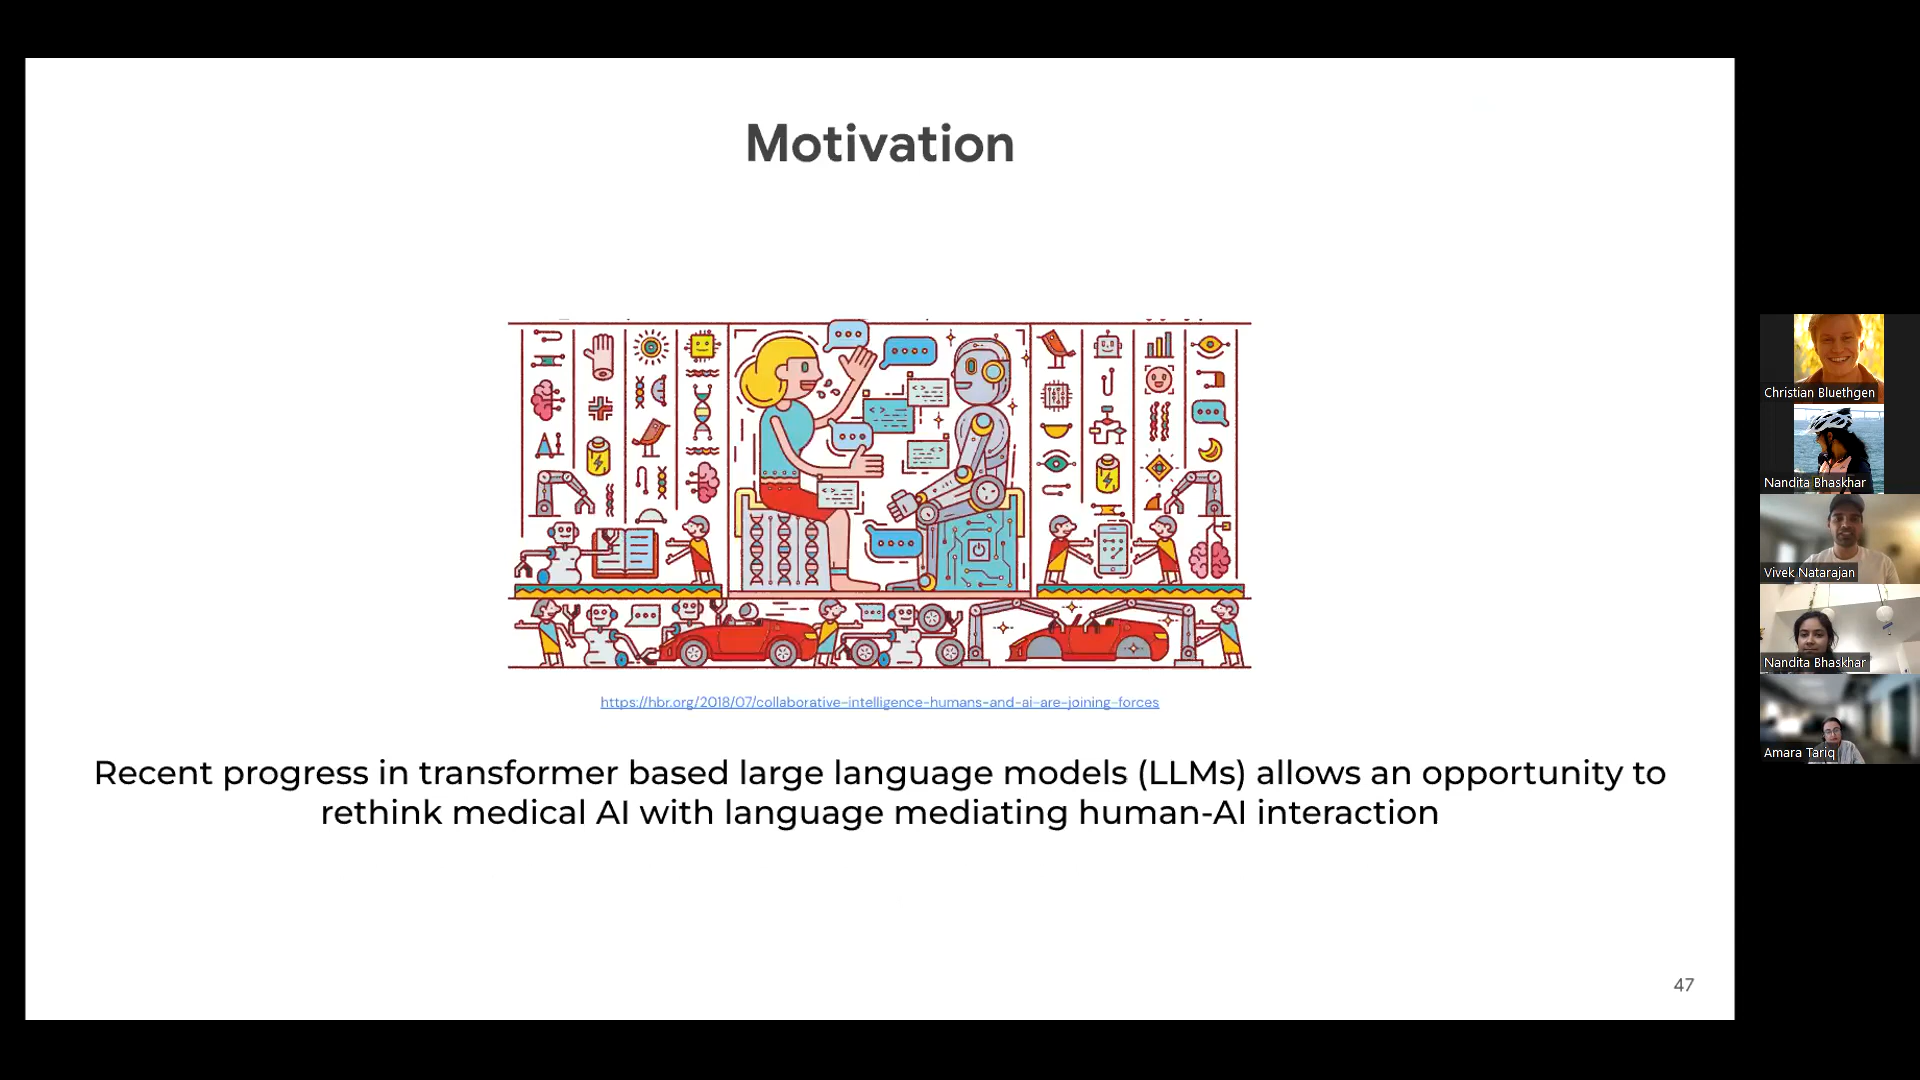 Motivation
AI
https://hbr.org/2018/07/collaborative-intelligence-humans-and-ai-are-joining-forces
Recent progress in transformer based large language models (LLMs) allows an opportunity to
rethink medical AI with language mediating human-AI interaction
47
Christian Bluethgen
Nandita Bhaskhar
Vivek Natarajan
Nandita Bhaskhar
Amara Tariq